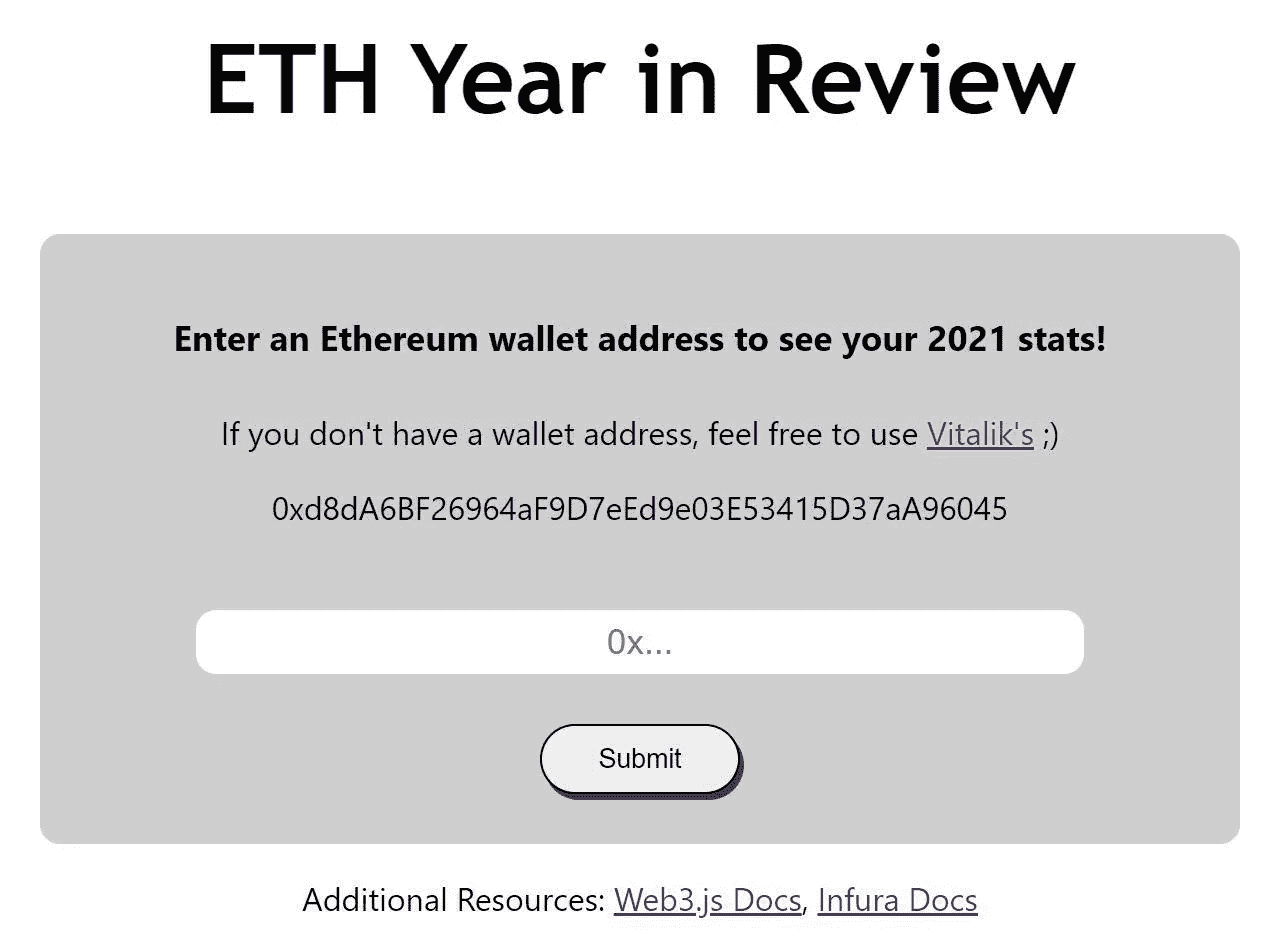 ETH Year in Review
Enter an Ethereum wallet address to see your 2021 stats!
If you don't have a wallet address, feel free to use Vitalik's ;)
0xd8dA6BF26964aF9D7eEd9e03E53415D37aA96045
0x...
Submit
Additional Resources: Web3.js Docs, Infura Docs